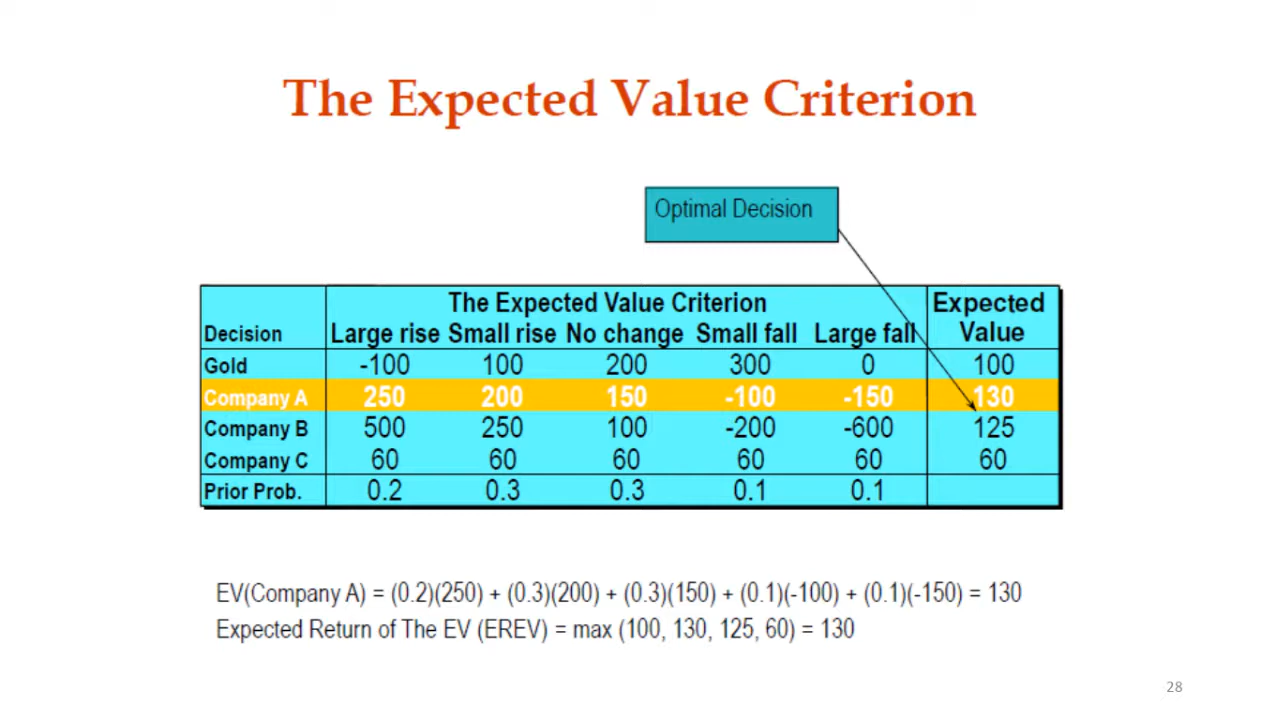 The Expected Value Criterion
Optimal Decision
The Expected Value Criterion Expected
Decision Large rise Small rise No change Small fall Large fall Value
Gold -100 100 200 300 0 100
Company A 250 200 150 -100 -150 130
Company B 500 250 100 -200 -600 125
Company C 60 60 60 60 60 60
Prior Prob. 0.2 0.3 0.3 0.1 0.1
EV(Company A) = (0.2)(250) + (0.3)(200) + (0.3)(150) + (0.1)(-100) + (0.1)(-150) = 130
Expected Return of The EV (EREV) = max (100, 130, 125, 60) = 130
28